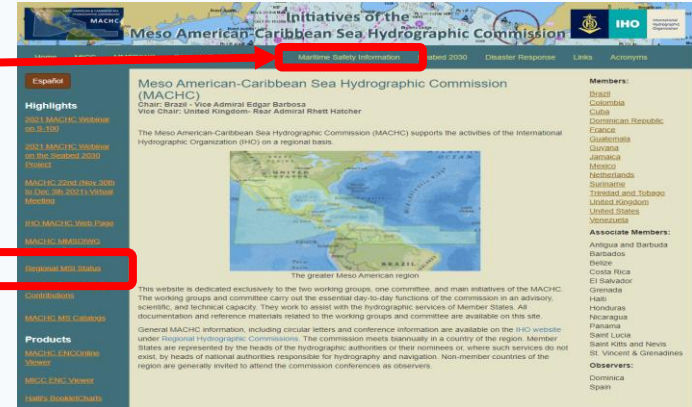 Initiatives of the
Meso American-Caribbean Sea Hydrographic Commission
MACHC
IHO
International
Hydrographic
Organization
Home MICC Maritime Safety Information Seabed 2030 Disaster Response Links Acronyms
Español
Highlights
2021 MACHC Webinar
on S-100
2021 MACHC Webinar
on the Seabed 2030
Project
MACHC 22nd (Nov 30th
to Dec 3th 2021) Virtual
Meeting
IHO MACHC Web Page
MACHC MMSDIWG
Regional MSI Status
Contributions
MACHC MS Catalogs
Products
MACHC ENCOnline
Viewer
MICC ENC Viewer
Haiti's BookletCharts
Meso American-Caribbean Sea Hydrographic Commission
(MACHC)
Chair: Brazil - Vice Admiral Edgar Barbosa
Vice Chair: United Kingdom- Rear Admiral Rhett Hatcher
The Meso American-Caribbean Sea Hydrographic Commission (MACHC) supports the activities of the International
Hydrographic Organization (IHO) on a regional basis.
UNITED
ATLANTIC
OCEAN
BRAZIL
The greater Meso American region
This website is dedicated exclusively to the two working groups, one committee, and main initiatives of the MACHC.
The working groups and committee carry out the essential day-to-day functions of the commission in an advisory,
scientific, and technical capacity. They work to assist with the hydrographic services of Member States. All
documentation and reference materials related to the working groups and committee are available on this site.
General MACHC information, including circular letters and conference information are available on the IHO website
under Regional Hydrographic Commissions. The commission meets biannually in a country of the region. Member
States are represented by the heads of the hydrographic authorities or their nominees or, where such services do not
exist, by heads of national authorities responsible for hydrography and navigation. Non-member countries of the
region are generally invited to attend the commission conferences as observers.
Members:
Brazil
Colombia
Cuba
Dominican Republic
France
Guatemala
Guyana
Jamaica
Mexico
Netherlands
Suriname
Trinidad and Tobago
United Kingdom
United States
Venezuela
Associate Members:
Antigua and Barbuda
Barbados
Belize
Costa Rica
El Salvador
Grenada
Haiti
Honduras
Nicaragua
Panama
Saint Lucia
Saint Kitts and Nevis
St. Vincent & Grenadines
Observers:
Dominica
Spain